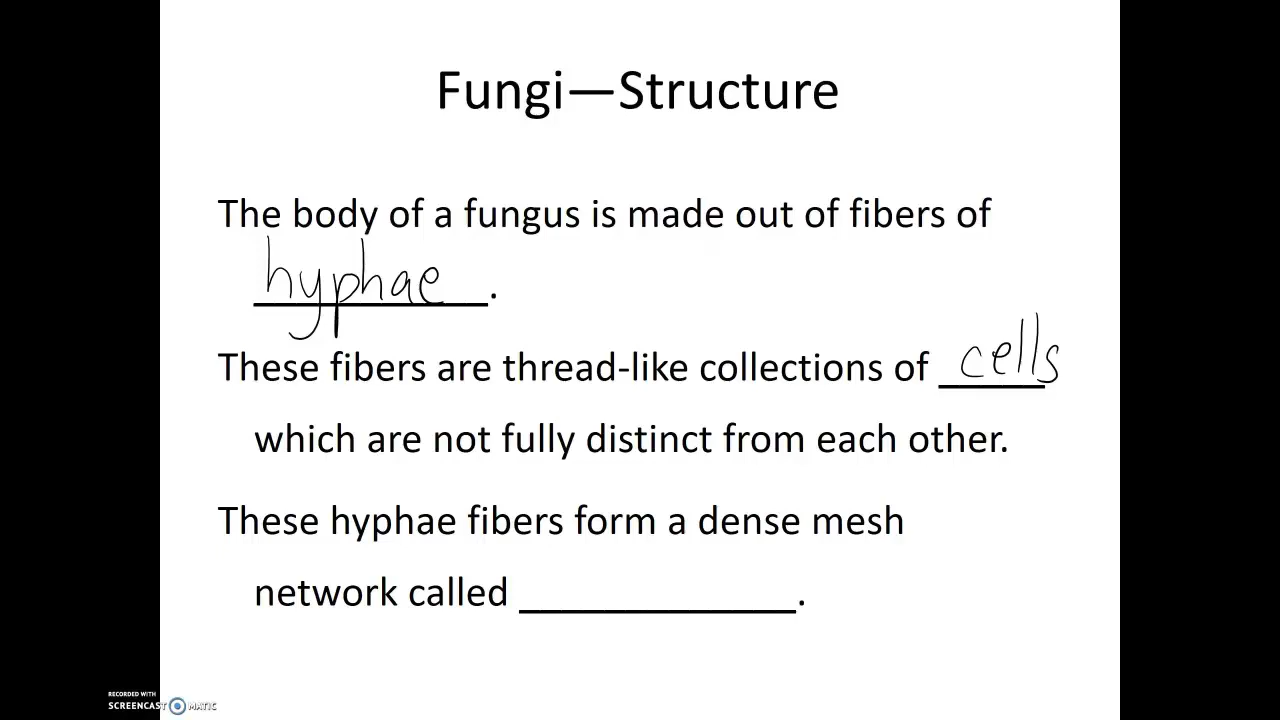 Fungi—Structure
The body of a fungus is made out of fibers of
hyphae.
These fibers are thread-like collections of cells
which are not fully distinct from each other.
These hyphae fibers form a dense mesh
network called ______________.
RECORDED WITH
SCREENCAST MATIC